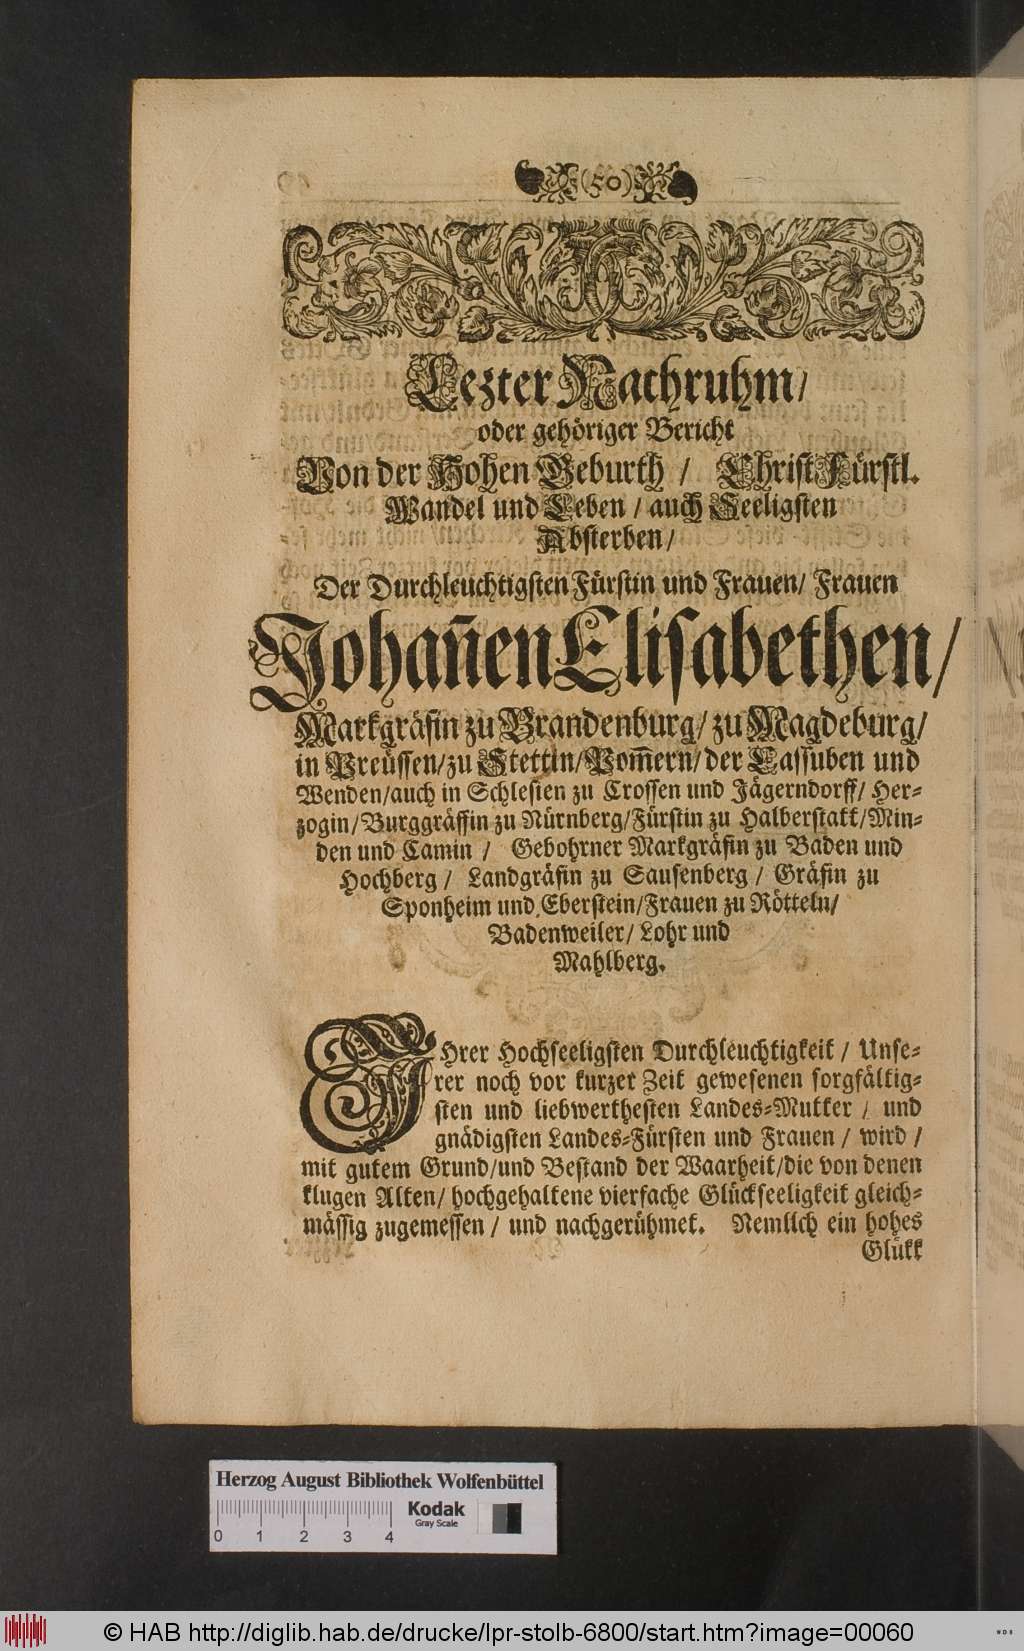 (50)
Lezter Nachruhm/
oder gehöriger Bericht
Von der Hohen Geburth / ChristFürstl.
Wandel und Leben / auch Seeligsten
Absterben/
Der Durchleuchtigsten Fürstin und Frauen/ Frauen
Johañen Elisabethen/
Markgräfin zu Brandenburg/ zu Magdeburg/
in Preüssen/zu Stettin/Pom̃ern/der Cassuben und
Wenden/auch in Schlesien zu Crossen und Jägerndorff/ Her-
zogin/Burggräffin zu Nürnberg/Fürstin zu Halberstatt/Min-
den und Camin / Gebohrner Markgräfin zu Baden und
Hochberg / Landgräfin zu Sausenberg / Gräfin zu
Sponheim und Eberstein/Frauen zu Rötteln/
Badenweiler/ Lohr und
Mahlberg.
IHrer Hochseeligsten Durchleuchtigkeit / Unse-
rer noch vor kurzer Zeit gewesenen sorgfältig-
sten und liebwerthesten Landes-Mutter / und
gnädigsten Landes-Fürsten und Frauen / wird /
mit gutem Grund/und Bestand der Waarheit/die von denen
klugen Alten/ hochgehaltene vierfache Glückseeligkeit gleich-
mässig zugemessen / und nachgerühmet. Nemlich ein hohes
Glükk
Herzog August Bibliothek Wolfenbüttel
Kodak
Gray Scale
0 1 2 3 4
© HAB http://diglib.hab.de/drucke/lpr-stolb-6800/start.htm?image=00060
WDB